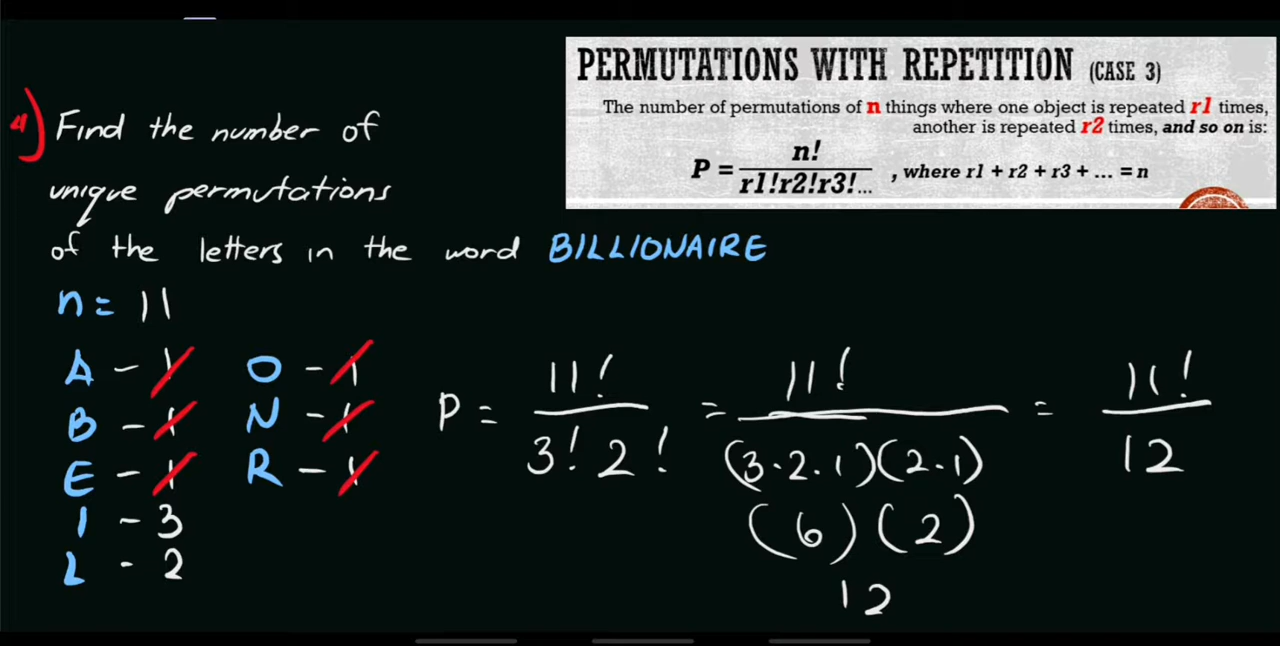 PERMUTATIONS WITH REPETITION (CASE 3)
The number of permutations of n things where one object is repeated r1 times,
another is repeated r2 times, and so on is:
P = n! / r1!r2!r3!... , where r1 + r2 + r3 + ... = n
4) Find the number of
unique permutations
of the letters in the word BILLIONAIRE
n = 11
A - 1 O - 1
B - 1 N - 1
E - 1 R - 1
I - 3
L - 2
P = 11! / 3! 2! = 11! / (3·2·1)(2·1) = 11! / 12
(6)(2)
12